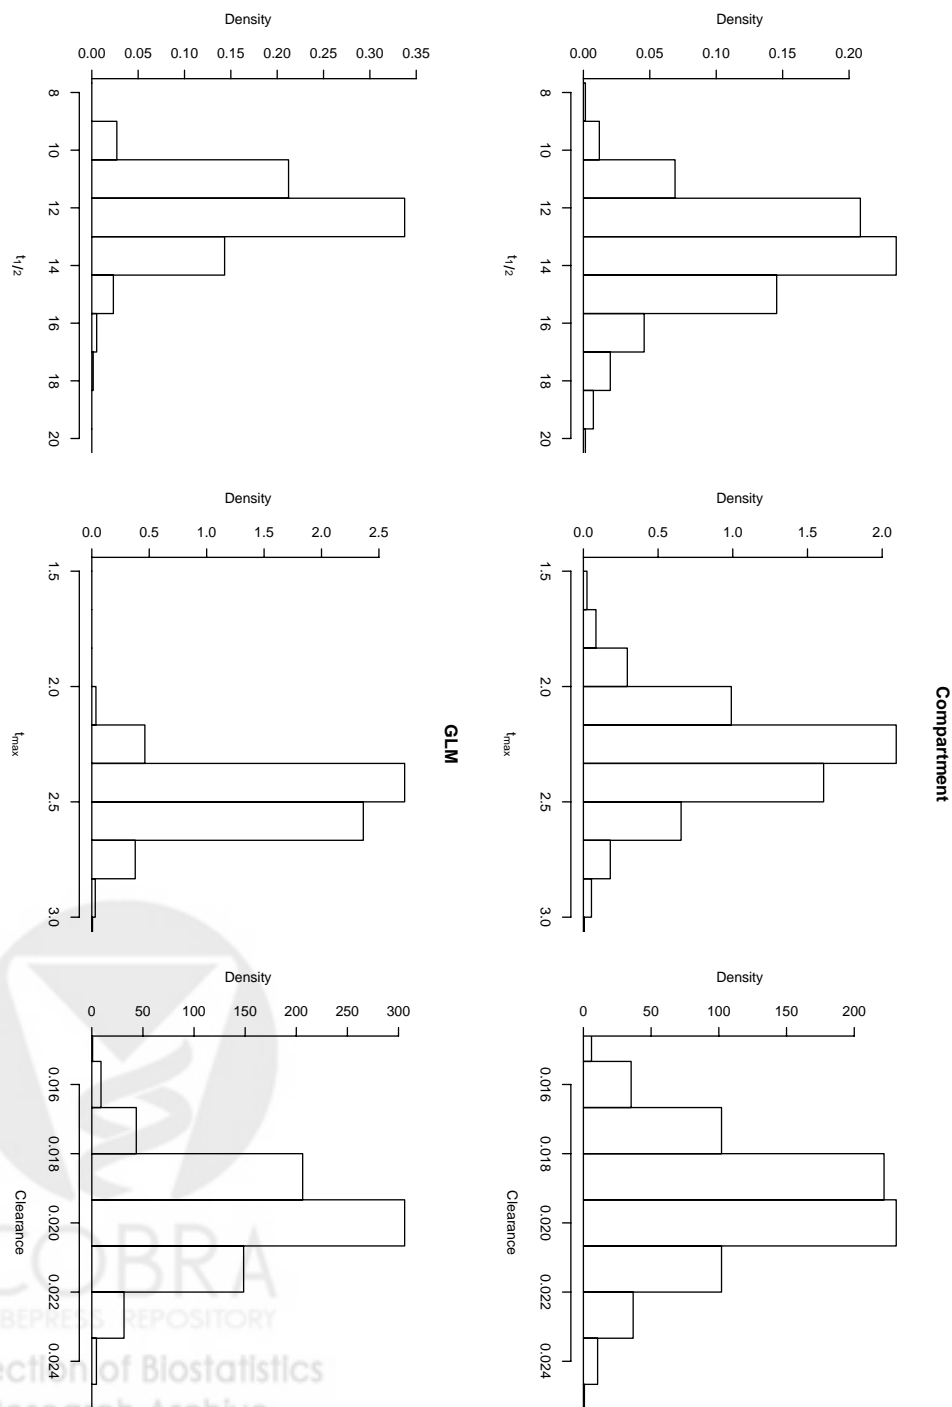 Compartment
Density
0.00 0.05 0.10 0.15 0.20
8 10 12 14 16 18 20
t1/2
Density
0.0 0.5 1.0 1.5 2.0
1.5 2.0 2.5 3.0
tmax
Density
0 50 100 150 200
0.016 0.018 0.020 0.022 0.024
Clearance
GLM
Density
0.00 0.05 0.10 0.15 0.20 0.25 0.30 0.35
8 10 12 14 16 18 20
t1/2
Density
0.0 0.5 1.0 1.5 2.0 2.5
1.5 2.0 2.5 3.0
tmax
Density
0 50 100 150 200 250 300
0.016 0.018 0.020 0.022 0.024
Clearance
COBRA
BEPRESS REPOSITORY
ection of Biostatistics
Research Archive